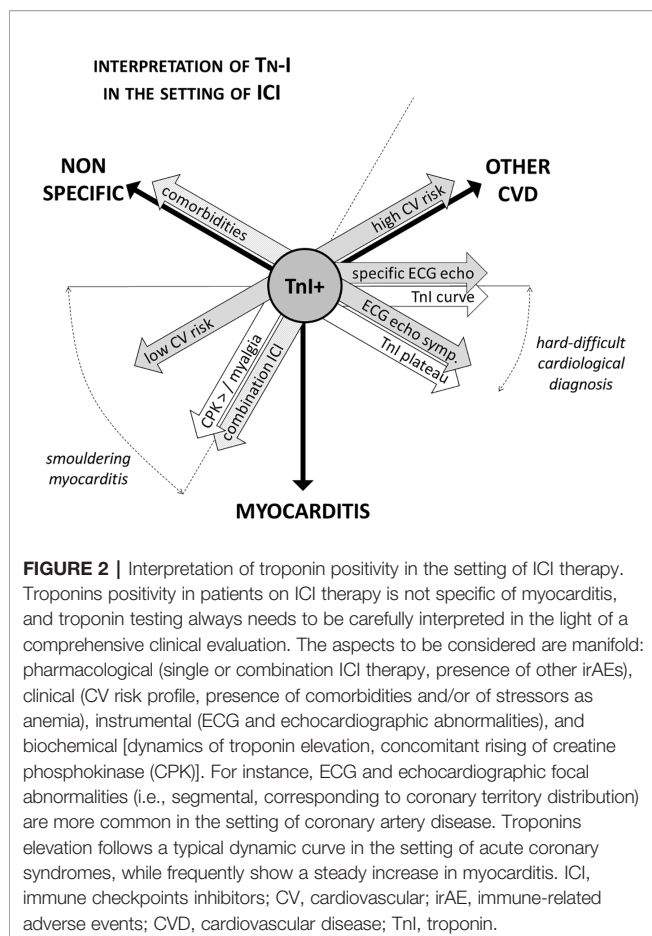 INTERPRETATION OF TN-I
IN THE SETTING OF ICI
NON
SPECIFIC
OTHER
CVD
comorbidities
high CV risk
TnI+
specific ECG echo
TnI curve
ECG echo symp.
TnI plateau
low CV risk
CPK> / myalgia
combination ICI
hard-difficult
cardiological
diagnosis
smouldering
myocarditis
MYOCARDITIS
FIGURE 2 | Interpretation of troponin positivity in the setting of ICI therapy.
Troponins positivity in patients on ICI therapy is not specific of myocarditis,
and troponin testing always needs to be carefully interpreted in the light of a
comprehensive clinical evaluation. The aspects to be considered are manifold:
pharmacological (single or combination ICI therapy, presence of other irAEs),
clinical (CV risk profile, presence of comorbidities and/or of stressors as
anemia), instrumental (ECG and echocardiographic abnormalities), and
biochemical [dynamics of troponin elevation, concomitant rising of creatine
phosphokinase (CPK)]. For instance, ECG and echocardiographic focal
abnormalities (i.e., segmental, corresponding to coronary territory distribution)
are more common in the setting of coronary artery disease. Troponins
elevation follows a typical dynamic curve in the setting of acute coronary
syndromes, while frequently show a steady increase in myocarditis. ICI,
immune checkpoints inhibitors; CV, cardiovascular; irAE, immune-related
adverse events; CVD, cardiovascular disease; TnI, troponin.